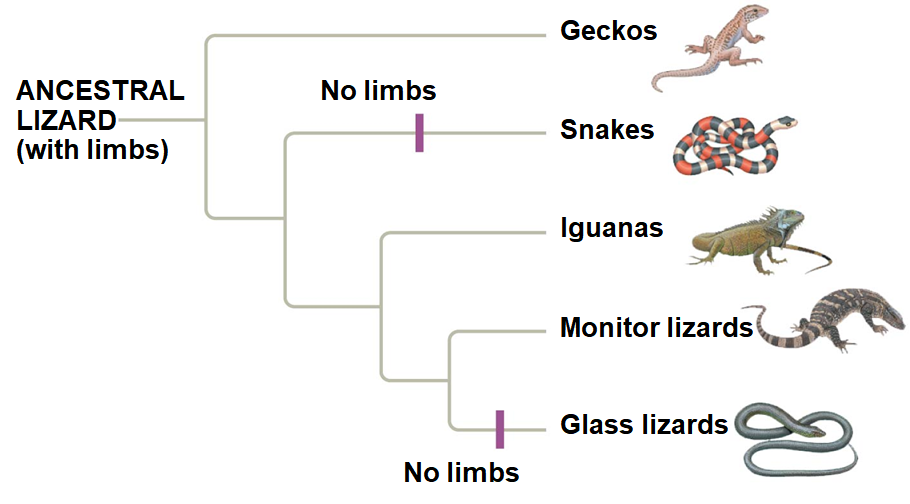 Geckos
ANCESTRAL
LIZARD
(with limbs)
No limbs
Snakes
Iguanas
Monitor lizards
Glass lizards
No limbs